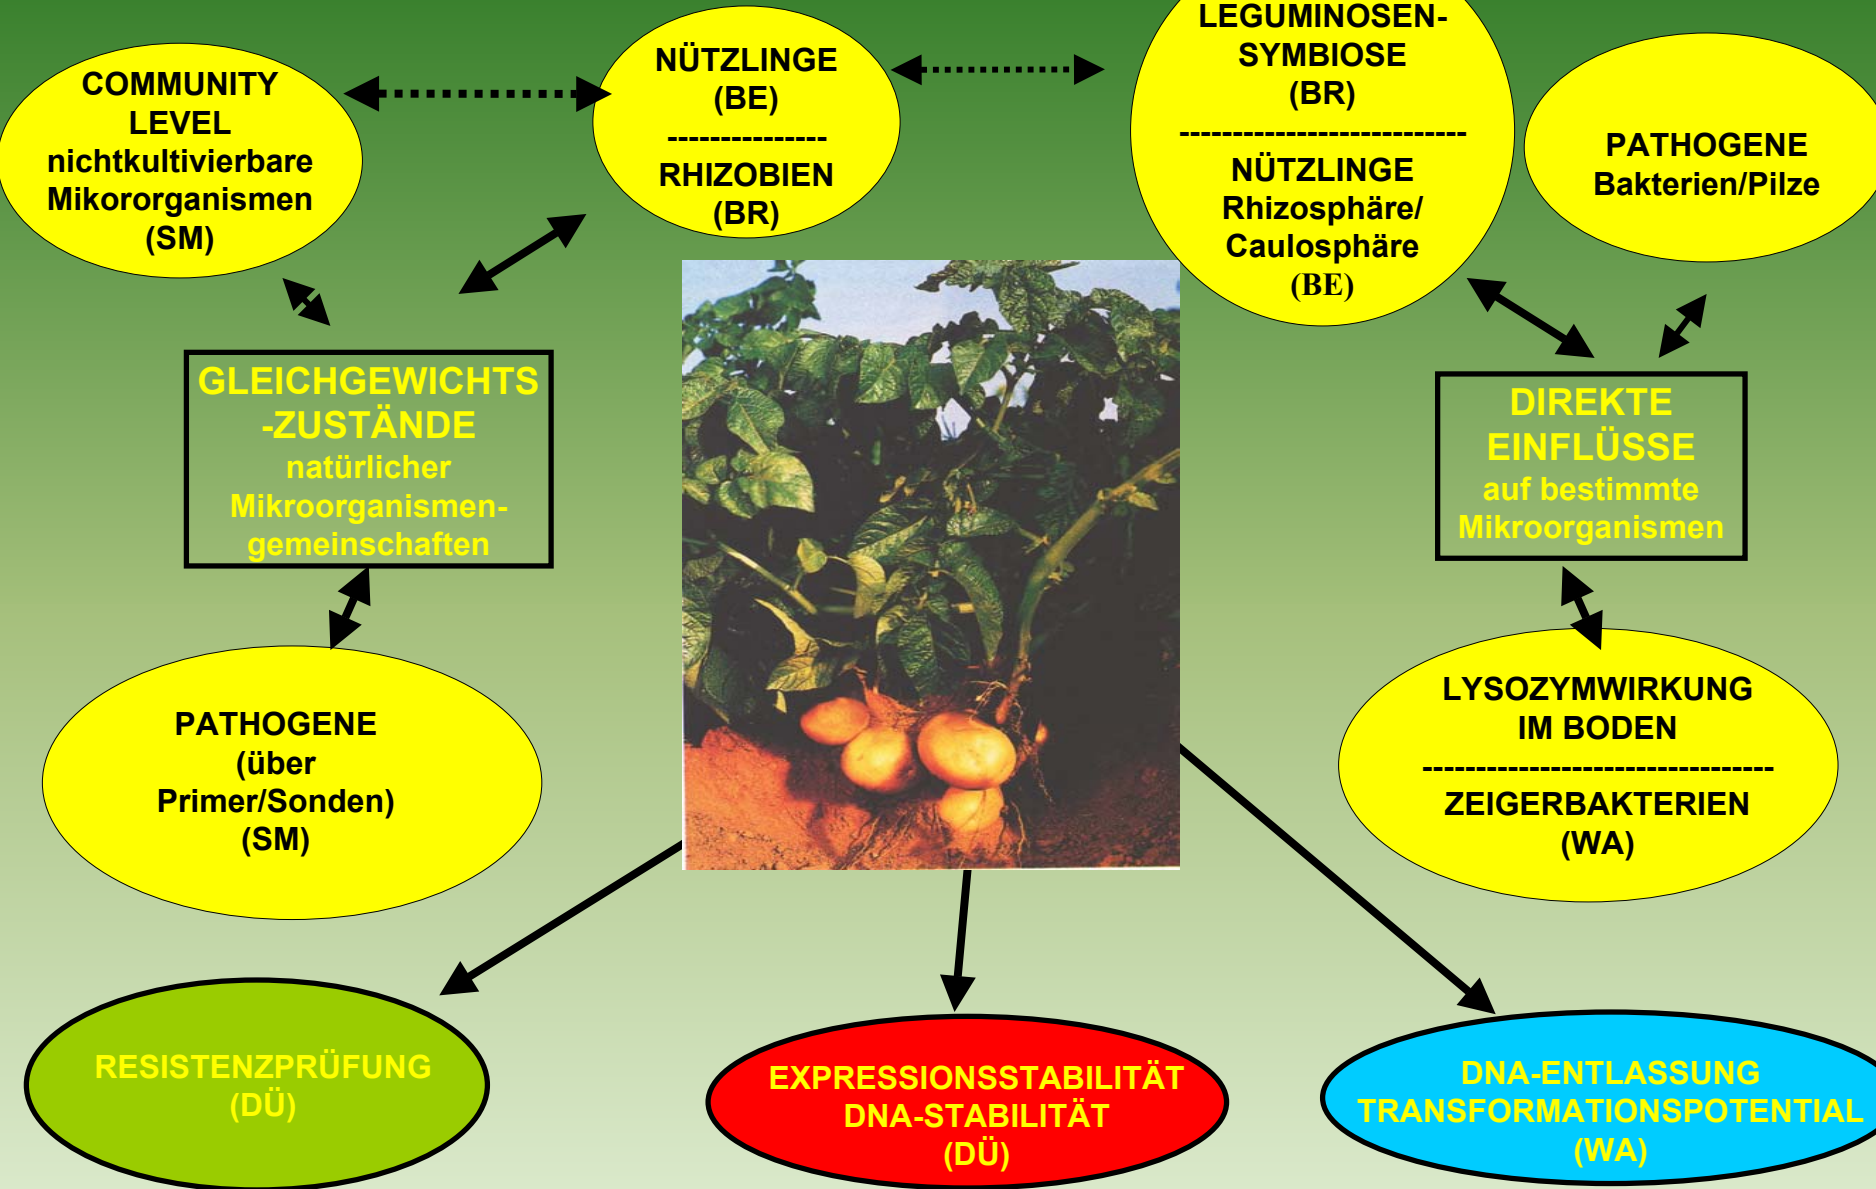 COMMUNITY
LEVEL
nichtkultivierbare
Mikororganismen
(SM)
NÜTZLINGE
(BE)
---------------
RHIZOBIEN
(BR)
LEGUMINOSEN-
SYMBIOSE
(BR)
---------------------------
NÜTZLINGE
Rhizosphäre/
Caulosphäre
(BE)
PATHOGENE
Bakterien/Pilze
GLEICHGEWICHTS
-ZUSTÄNDE
natürlicher
Mikroorganismen-
gemeinschaften
DIREKTE
EINFLÜSSE
auf bestimmte
Mikroorganismen
PATHOGENE
(über
Primer/Sonden)
(SM)
LYSOZYMWIRKUNG
IM BODEN
---------------------------------
ZEIGERBAKTERIEN
(WA)
RESISTENZPRÜFUNG
(DÜ)
EXPRESSIONSSTABILITÄT
DNA-STABILITÄT
(DÜ)
DNA-ENTLASSUNG
TRANSFORMATIONSPOTENTIAL
(WA)